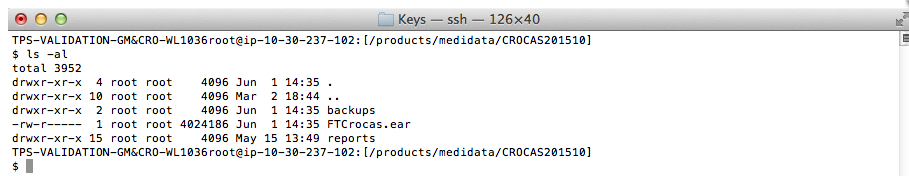 Keys — ssh — 126×40
TPS-VALIDATION-GM&CRO-WL1036root@ip-10-30-237-102:[/products/medidata/CROCAS201510]
$ ls -al
total 3952
drwxr-xr-x  4 root root    4096 Jun  1 14:35 .
drwxr-xr-x 10 root root    4096 Mar  2 18:44 ..
drwxr-xr-x  2 root root    4096 Jun  1 14:35 backups
-rw-r-----  1 root root 4024186 Jun  1 14:35 FTCrocas.ear
drwxr-xr-x 15 root root    4096 May 15 13:49 reports
TPS-VALIDATION-GM&CRO-WL1036root@ip-10-30-237-102:[/products/medidata/CROCAS201510]
$